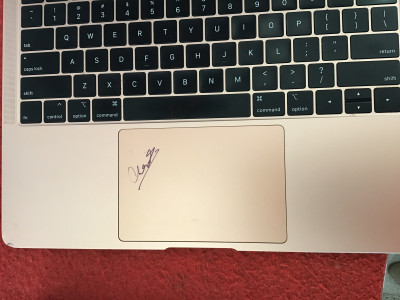 ~ ! 1 @ 2 # 3 $ 4 % 5 ^ 6 & 7 * 8 ( 9 ) 0
tab Q W E R T Y U I O P { [ } ] | \
caps lock A S D F G H J K L : ; " ' return
shift Z X C V B N M < , > . ? / shift
fn control option command command option